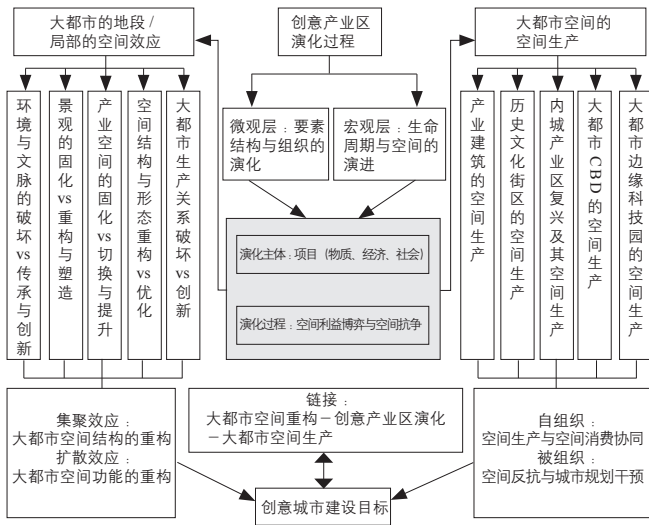 大都市的地段/
局部的空间效应
创意产业区
演化过程
大都市空间的
空间生产
环境与文脉的破坏vs传承与创新
景观的固化vs重构与塑造
产业空间的固化vs切换与提升
空间结构与形态重构vs优化
大都市生产关系破坏vs创新
微观层：要素
结构与组织的
演化
宏观层：生命
周期与空间的
演进
演化主体：项目（物质、经济、社会）
演化过程：空间利益博弈与空间抗争
产业建筑的空间生产
历史文化街区的空间生产
内城产业区复兴及其空间生产
大都市CBD的空间生产
大都市边缘科技园的空间生产
集聚效应：
大都市空间结构的重构
扩散效应：
大都市空间功能的重构
链接：
大都市空间重构－创意产业区演化
－大都市空间生产
自组织：
空间生产与空间消费协同
被组织：
空间反抗与城市规划干预
创意城市建设目标